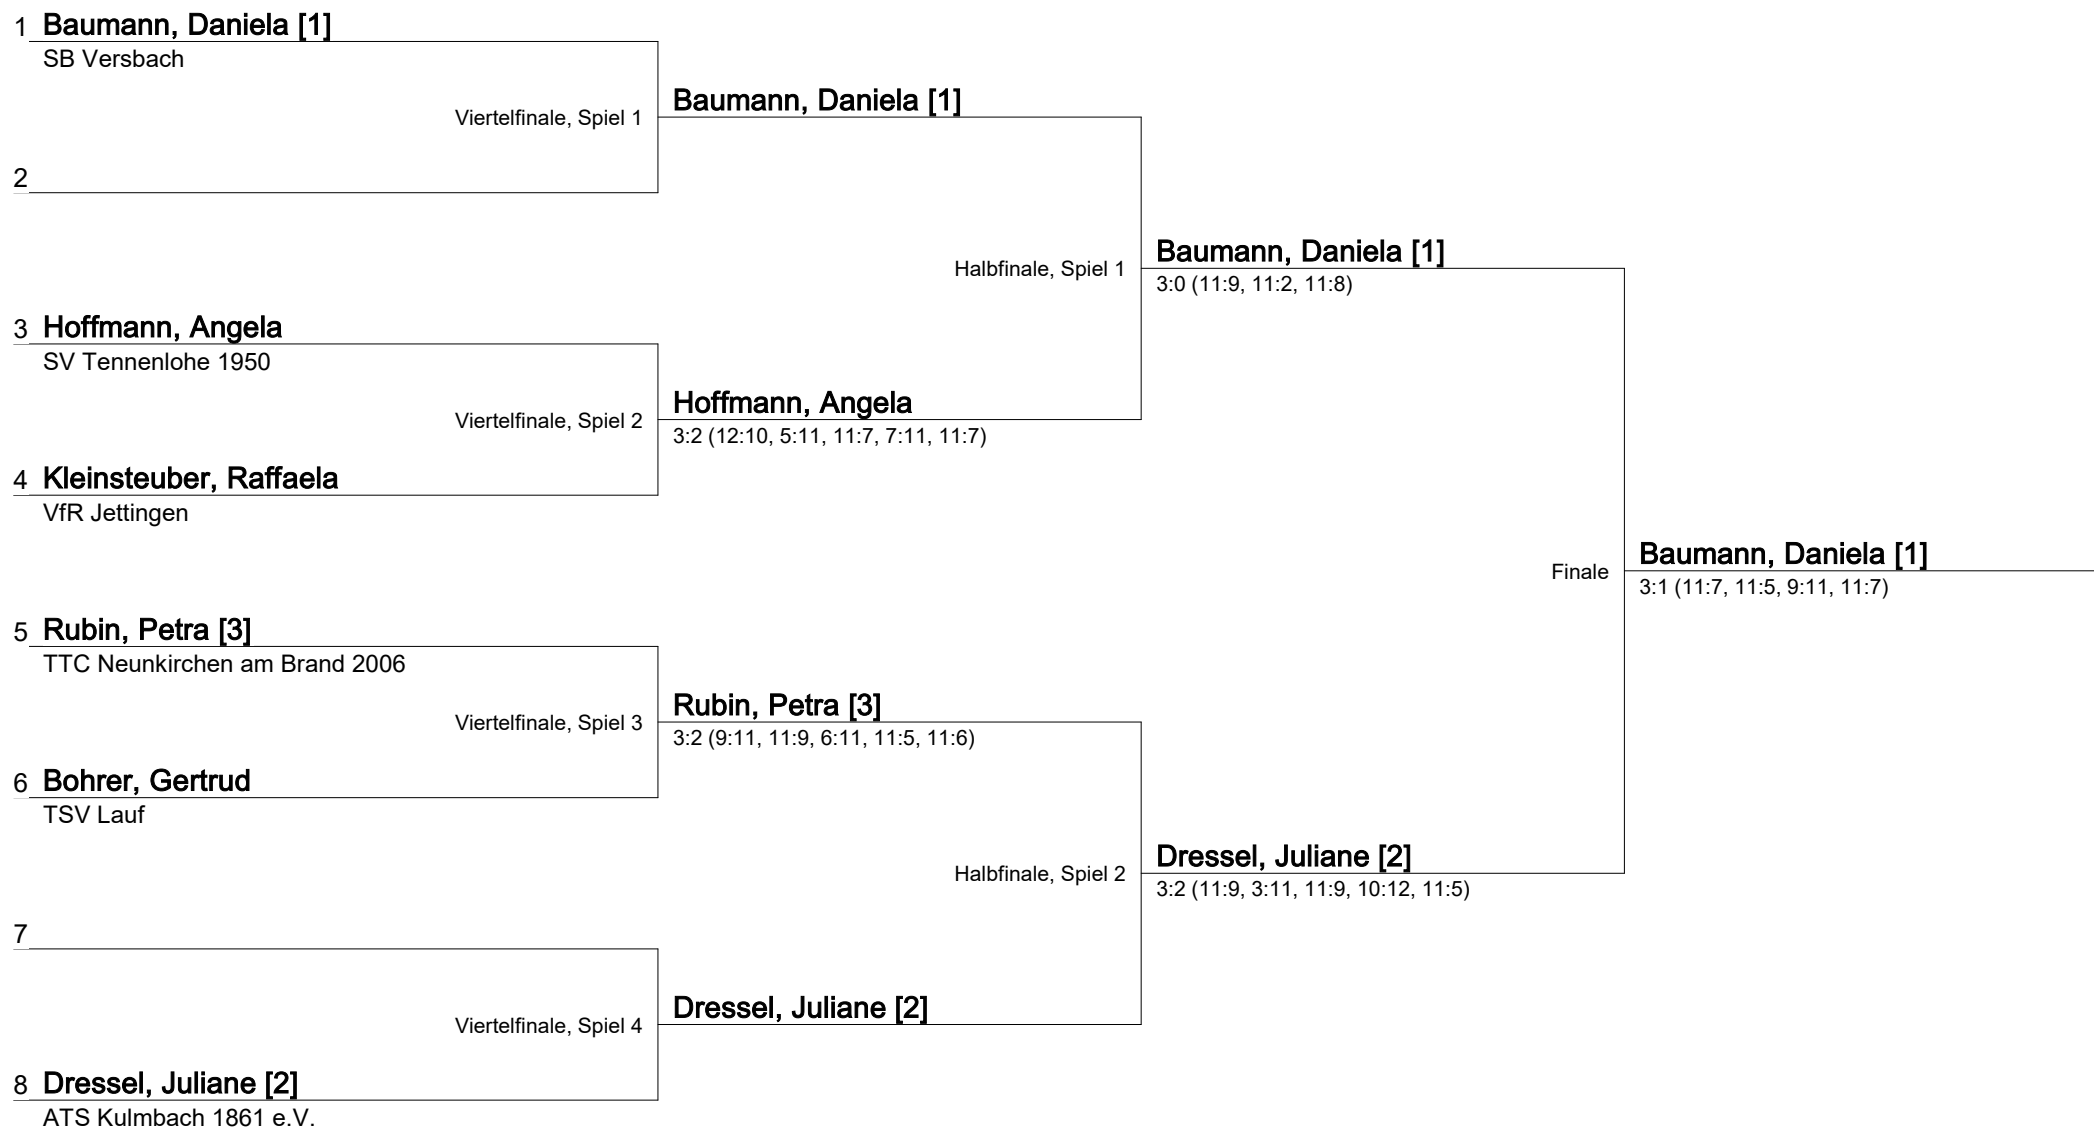 1 Baumann, Daniela [1]
SB Versbach
Viertelfinale, Spiel 1
Baumann, Daniela [1]
2
Halbfinale, Spiel 1
Baumann, Daniela [1]
3:0 (11:9, 11:2, 11:8)
3 Hoffmann, Angela
SV Tennenlohe 1950
Viertelfinale, Spiel 2
Hoffmann, Angela
3:2 (12:10, 5:11, 11:7, 7:11, 11:7)
4 Kleinsteuber, Raffaela
VfR Jettingen
Finale
Baumann, Daniela [1]
3:1 (11:7, 11:5, 9:11, 11:7)
5 Rubin, Petra [3]
TTC Neunkirchen am Brand 2006
Viertelfinale, Spiel 3
Rubin, Petra [3]
3:2 (9:11, 11:9, 6:11, 11:5, 11:6)
6 Bohrer, Gertrud
TSV Lauf
Halbfinale, Spiel 2
Dressel, Juliane [2]
3:2 (11:9, 3:11, 11:9, 10:12, 11:5)
7
Viertelfinale, Spiel 4
Dressel, Juliane [2]
8 Dressel, Juliane [2]
ATS Kulmbach 1861 e.V.